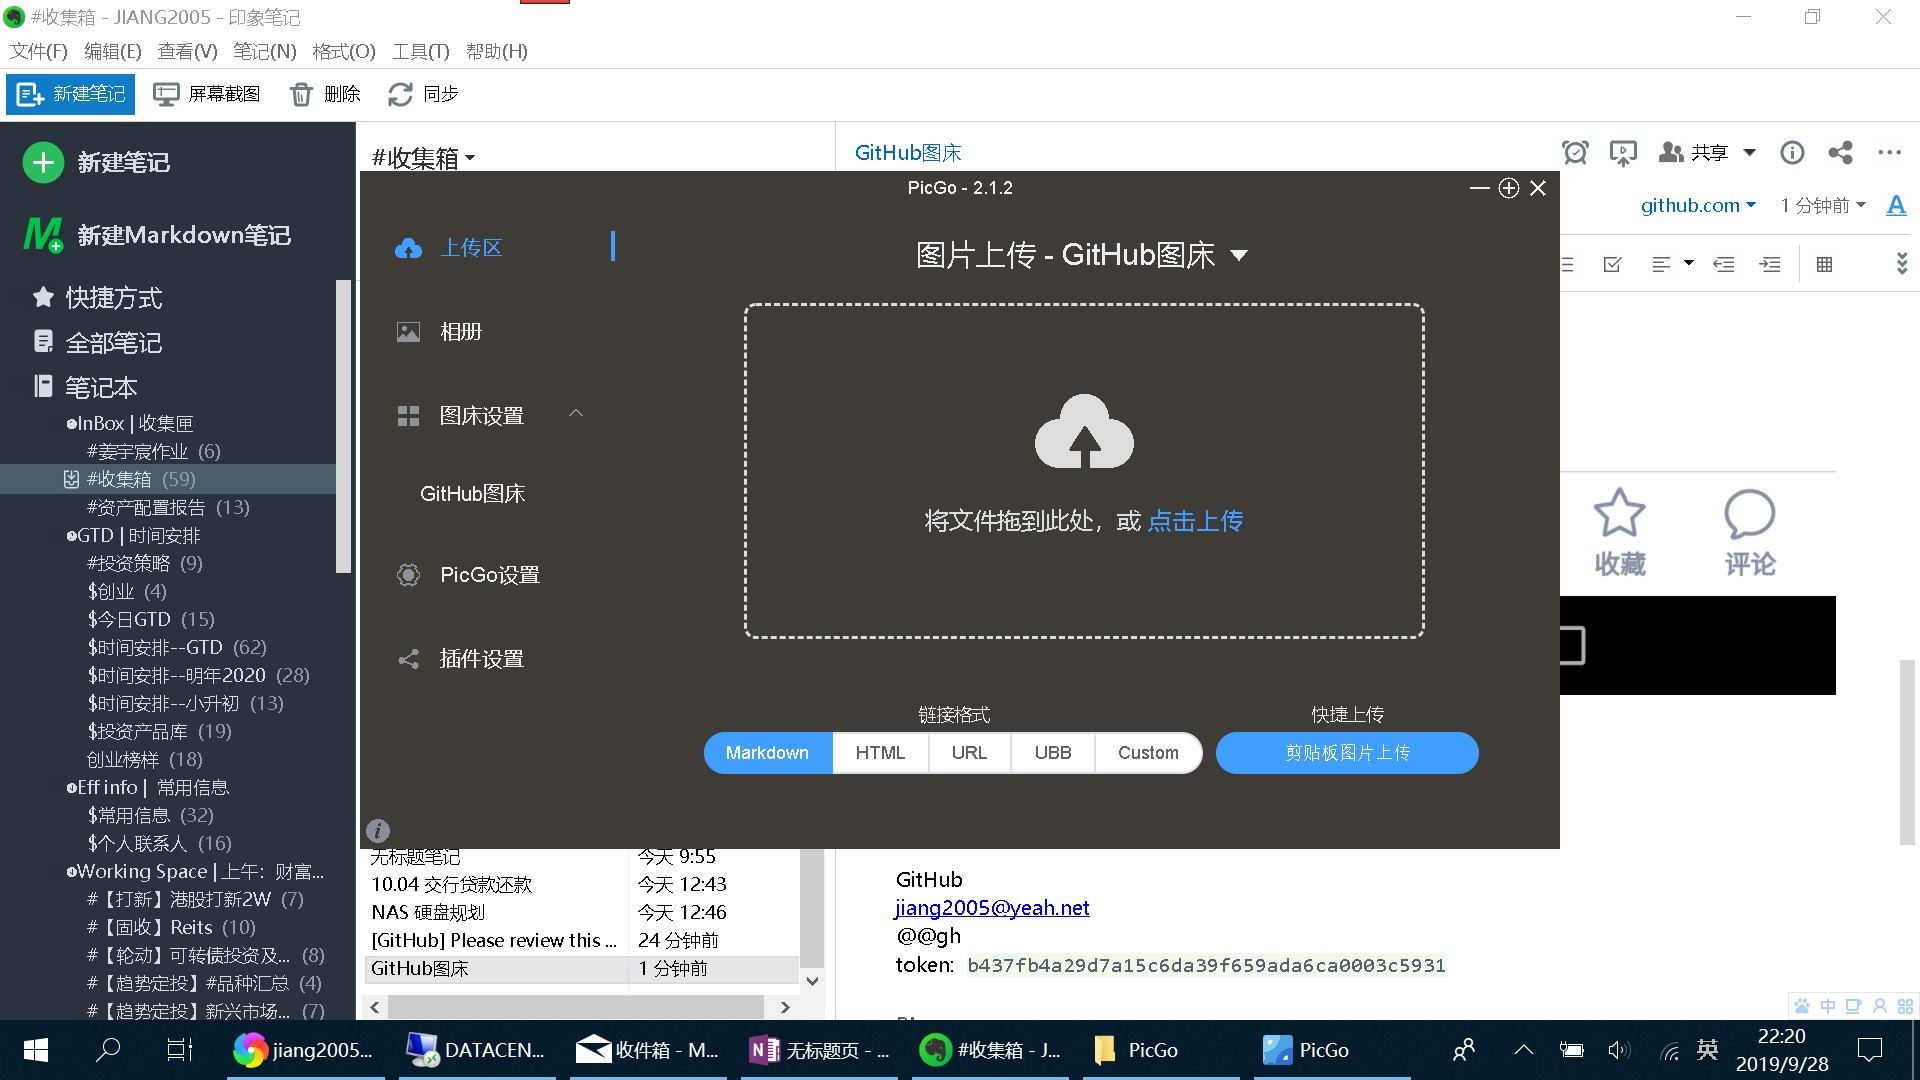 #收集箱 - JIANG2005 - 印象笔记
文件(F) 编辑(E) 查看(V) 笔记(N) 格式(O) 工具(T) 帮助(H)
新建笔记 屏幕截图 删除 同步
新建笔记
新建Markdown笔记
快捷方式
全部笔记
笔记本
InBox | 收集匣
#姜宇宸作业 (6)
#收集箱 (59)
#资产配置报告 (13)
GTD | 时间安排
#投资策略 (9)
$创业 (4)
$今日GTD (15)
$时间安排--GTD (62)
$时间安排--明年2020 (28)
$时间安排--小升初 (13)
$投资产品库 (19)
创业榜样 (18)
Eff info | 常用信息
$常用信息 (32)
$个人联系人 (16)
Working Space | 上午：财富...
#【打新】港股打新2W (7)
#【固收】Reits (10)
#【轮动】可转债投资及... (8)
#【趋势定投】#品种汇总 (4)
#【趋势定投】新兴市场... (7)
#收集箱
GitHub图床
共享
github.com
1 分钟前
A
PicGo - 2.1.2
上传区
相册
图床设置
GitHub图床
PicGo设置
插件设置
图片上传 - GitHub图床
将文件拖到此处，或 点击上传
链接格式
快捷上传
Markdown HTML URL UBB Custom
剪贴板图片上传
收藏 评论
无标题笔记 今天 9:55
10.04 交行贷款还款 今天 12:43
NAS 硬盘规划 今天 12:46
[GitHub] Please review this ... 24 分钟前
GitHub图床 1 分钟前
GitHub
jiang2005@yeah.net
@@gh
token: b437fb4a29d7a15c6da39f659ada6ca0003c5931
中
jiang2005... DATACEN... 收件箱 - M... 无标题页 - ... #收集箱 - J... PicGo PicGo 英
22:20
2019/9/28